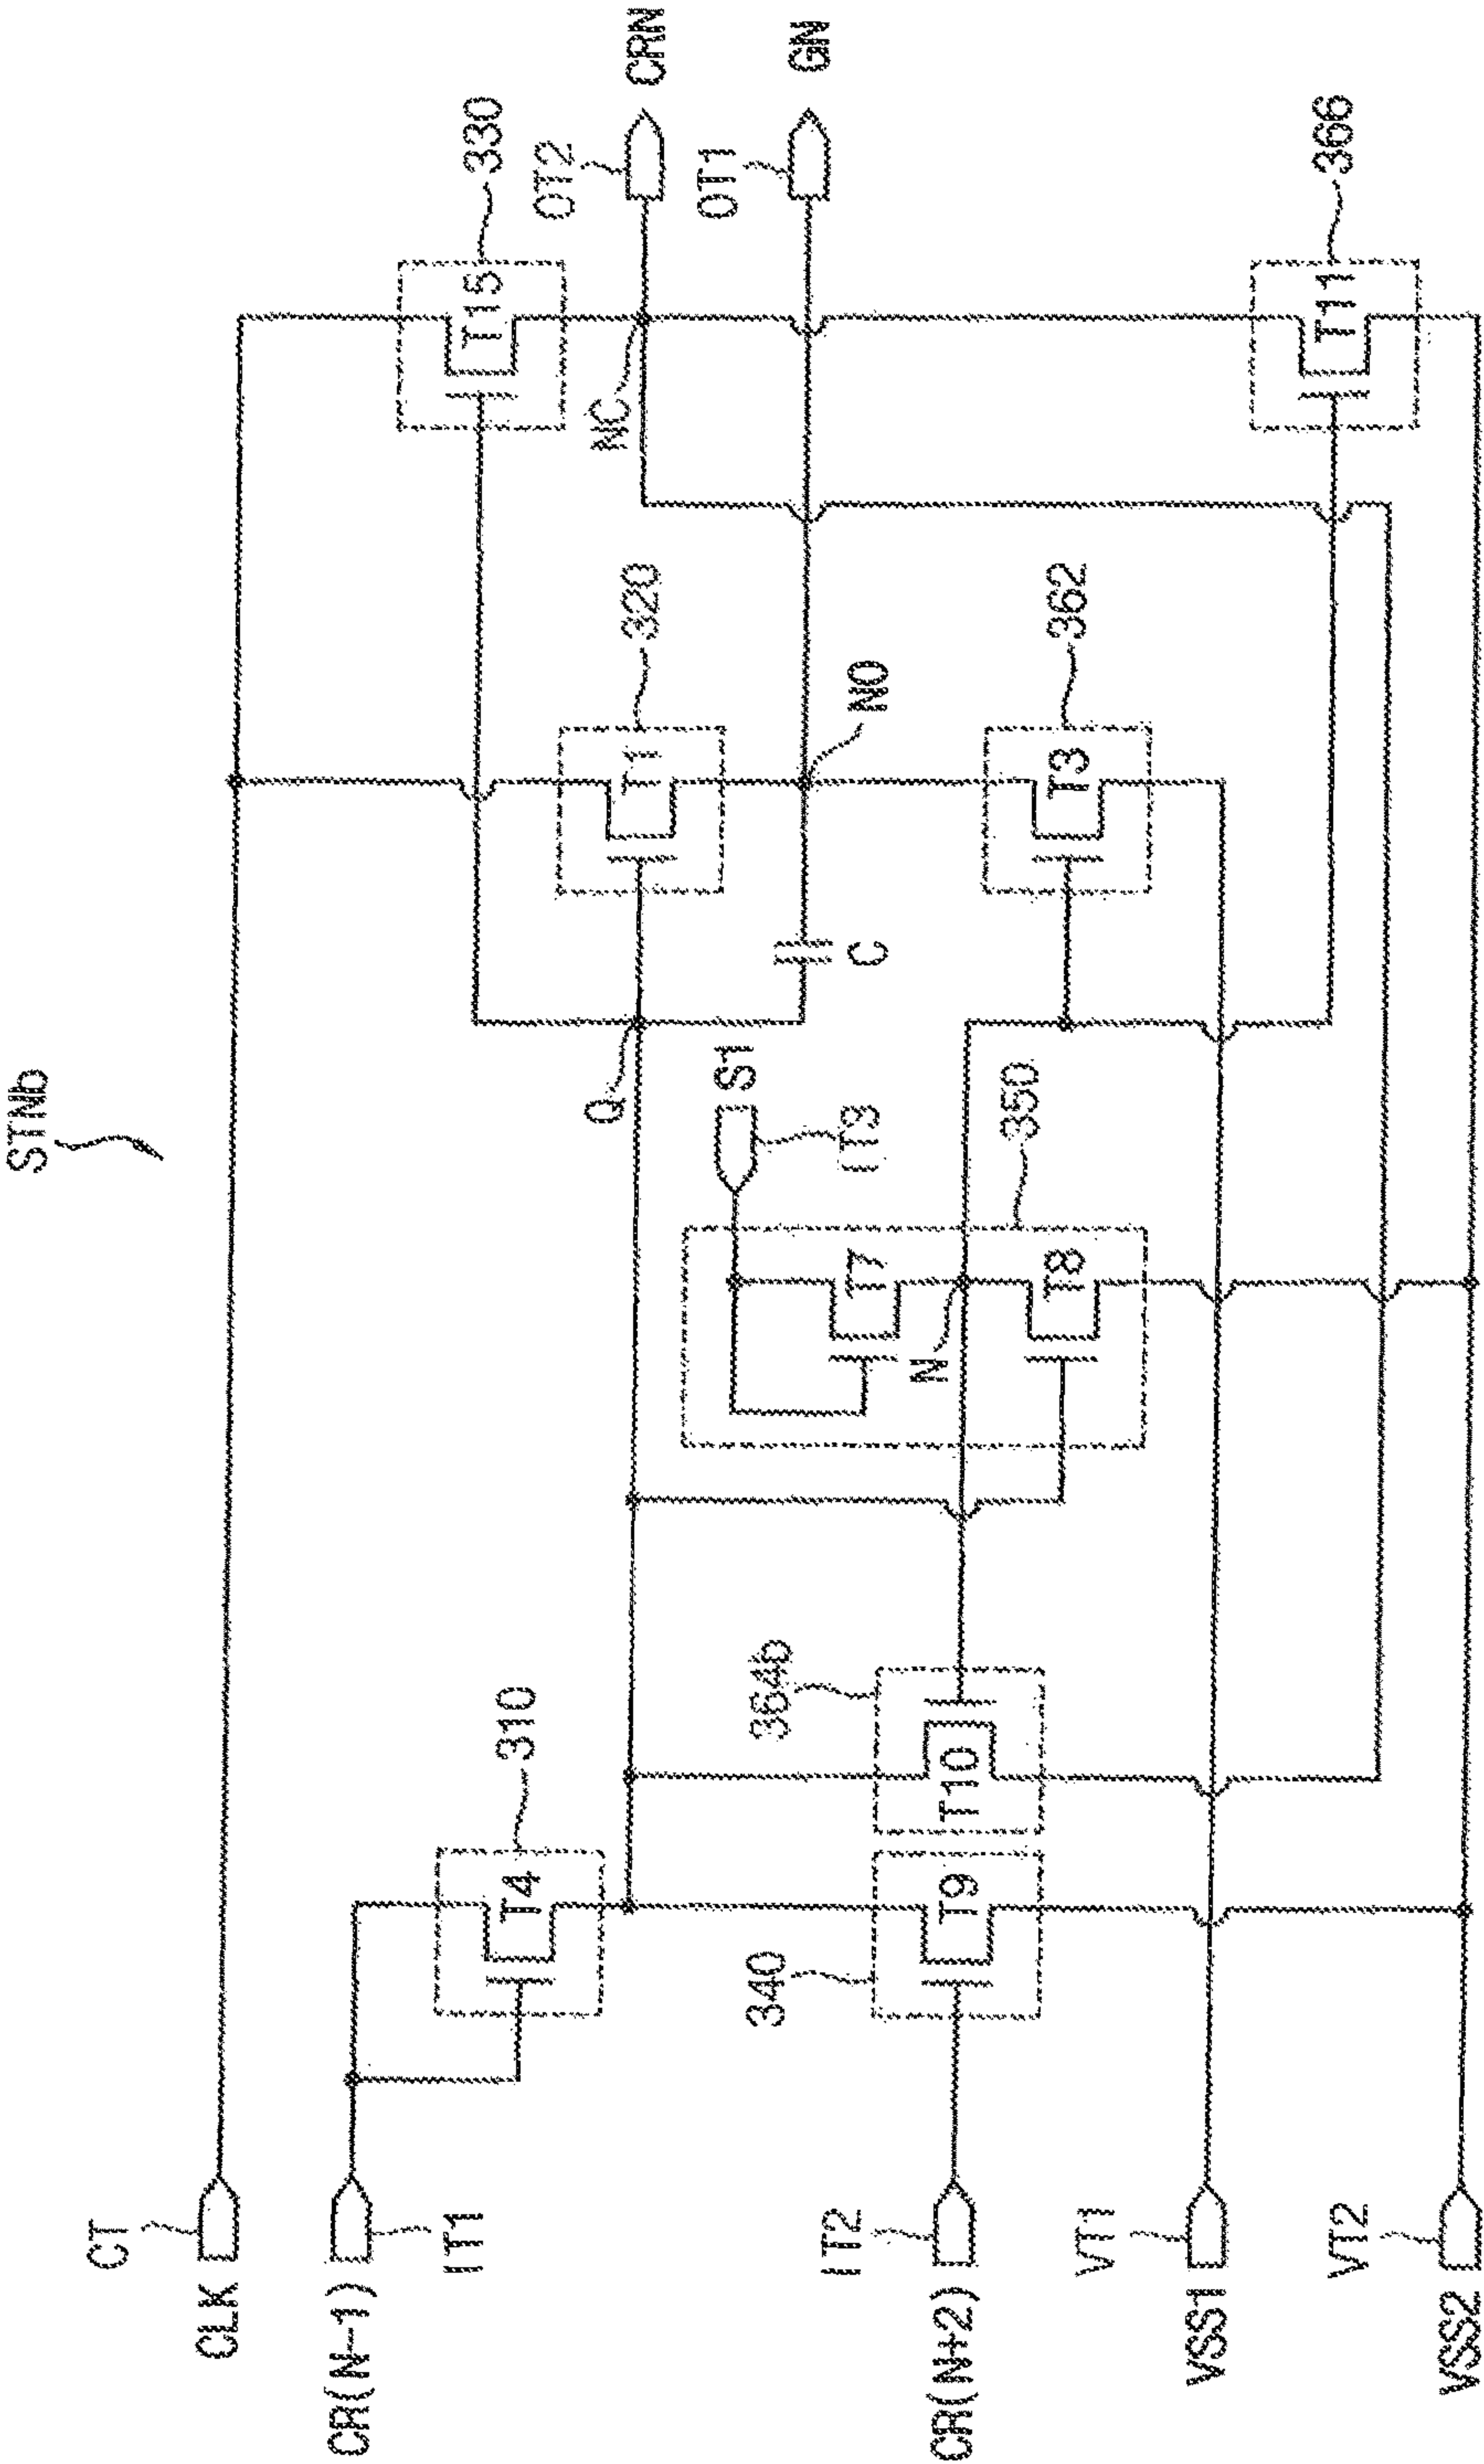 STNb
CT
CLK
CR(N-1)
IT1
310
T4
340
T9
IT2
CR(N+2)
VT1
VSS1
VT2
VSS2
364b
T10
350
T7
N
T8
S1
IT3
Q
C
320
T1
NO
362
T3
330
T15
NC
OT2
CRN
OT1
GN
366
T11